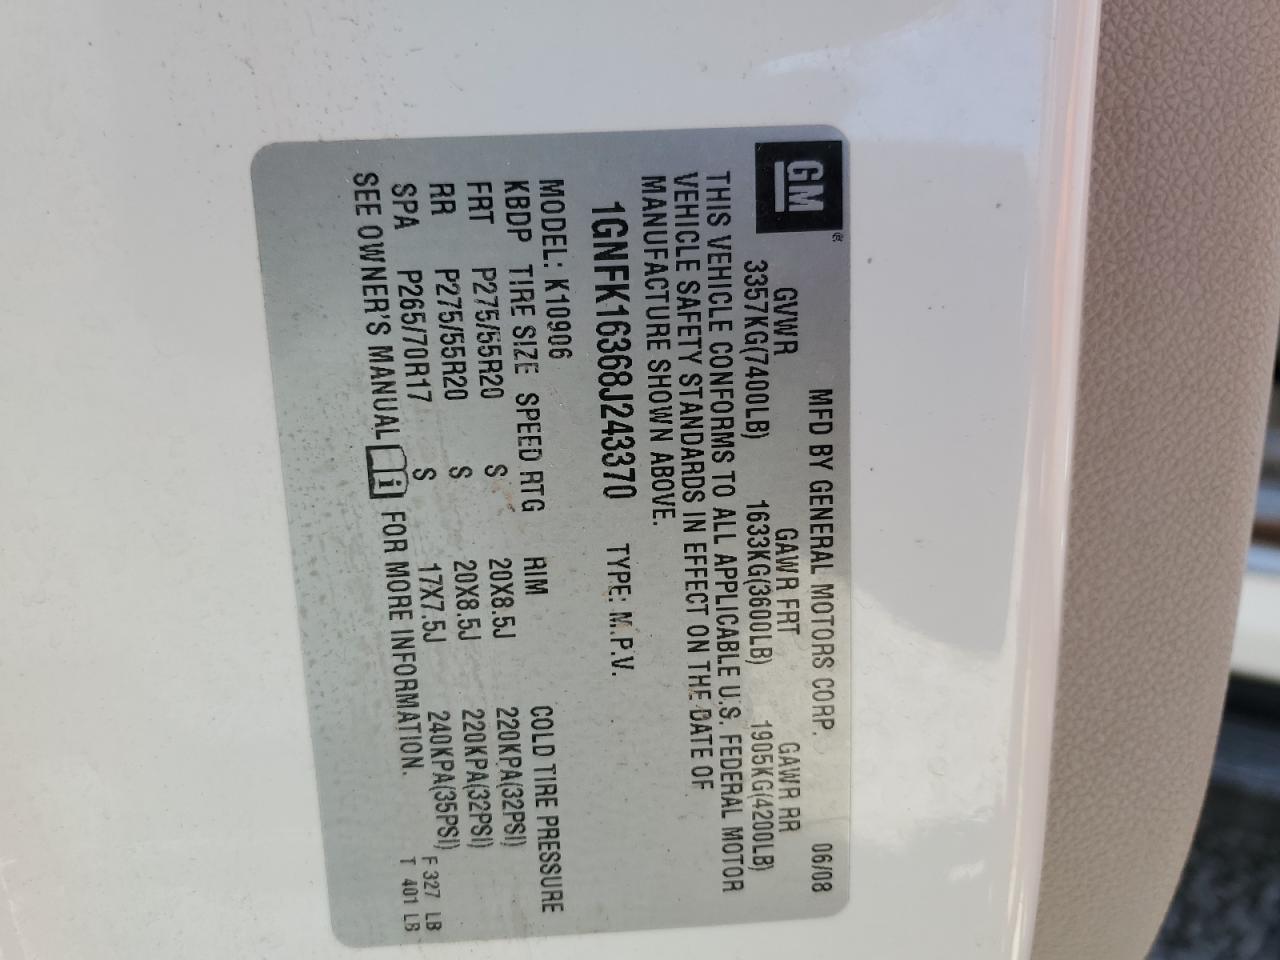 GM®
MFD BY GENERAL MOTORS CORP. 06/08
GVWR GAWR FRT GAWR RR
3357KG(7400LB) 1633KG(3600LB) 1905KG(4200LB)
THIS VEHICLE CONFORMS TO ALL APPLICABLE U.S. FEDERAL MOTOR
VEHICLE SAFETY STANDARDS IN EFFECT ON THE DATE OF
MANUFACTURE SHOWN ABOVE.
1GNFK16368J243370 TYPE: M.P.V.
MODEL: K10906
KBDP TIRE SIZE SPEED RTG RIM COLD TIRE PRESSURE
FRT P275/55R20 S 20X8.5J 220KPA(32PSI)
RR P275/55R20 S 20X8.5J 220KPA(32PSI)
SPA P265/70R17 S 17X7.5J 240KPA(35PSI)
SEE OWNER'S MANUAL i FOR MORE INFORMATION.
F 327 LB
T 401 LB